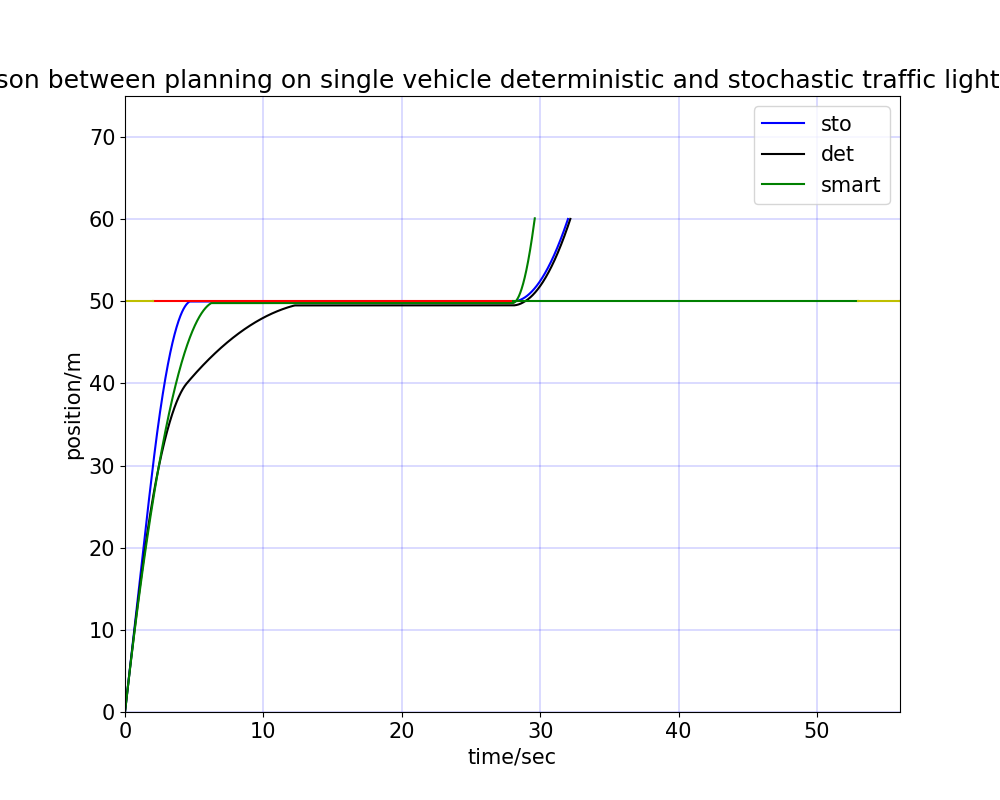 son between planning on single vehicle deterministic and stochastic traffic light
sto
det
smart
70
60
50
40
30
20
10
0
position/m
0 10 20 30 40 50
time/sec